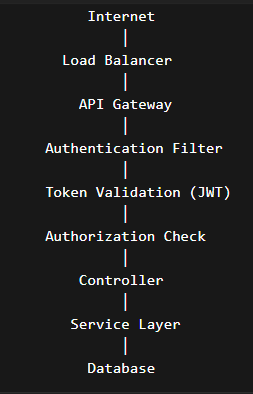 Internet
|
Load Balancer
|
API Gateway
|
Authentication Filter
|
Token Validation (JWT)
|
Authorization Check
|
Controller
|
Service Layer
|
Database